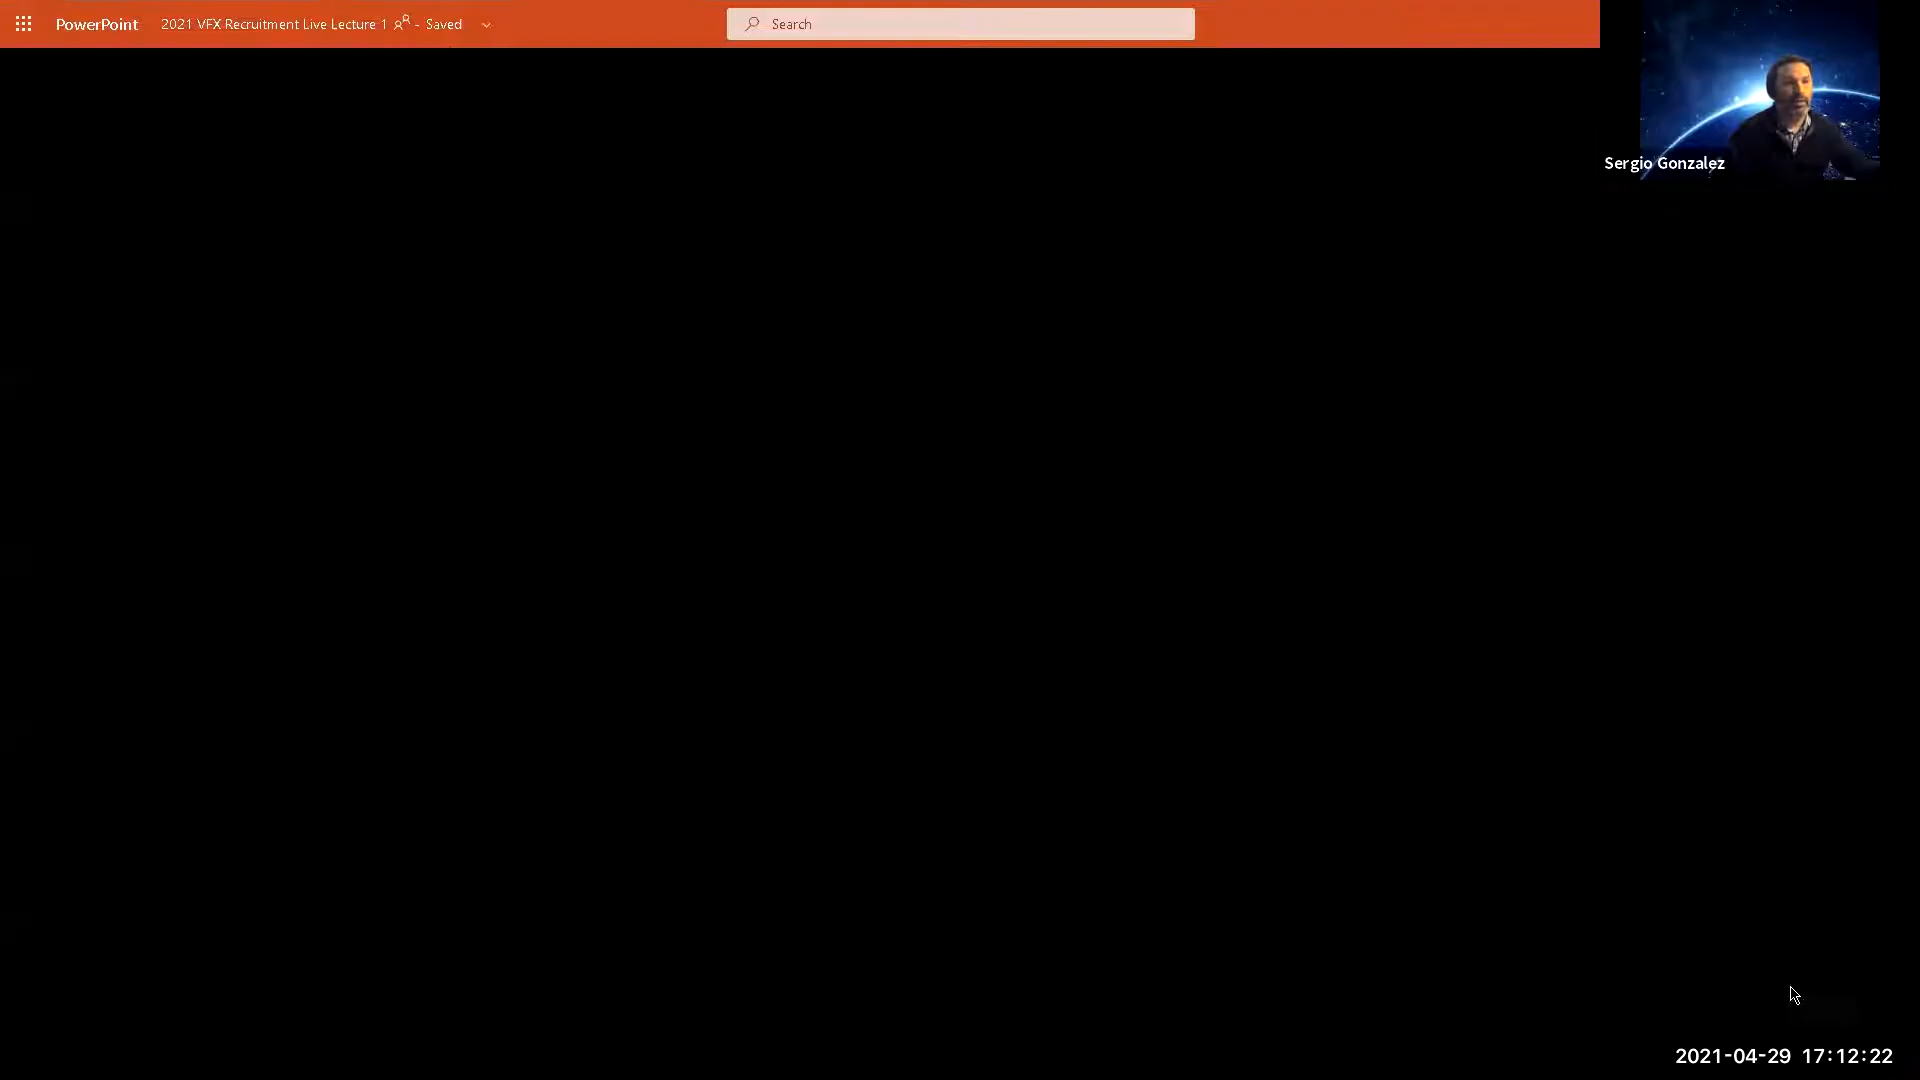 PowerPoint 2021 VFX Recruitment Live Lecture 1 - Saved
Search
Sergio Gonzalez
2021-04-29 17:12:22